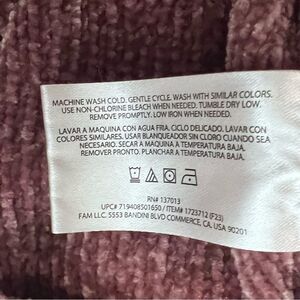 MACHINE WASH COLD. GENTLE CYCLE. WASH WITH SIMILAR COLORS.
USE NON-CHLORINE BLEACH WHEN NEEDED. TUMBLE DRY LOW.
REMOVE PROMPTLY. LOW IRON WHEN NEEDED.
LAVAR A MAQUINA CON AGUA FRIA. CICLO DELICADO. LAVAR CON
COLORES SIMILARES. USAR BLANQUEADOR SIN CLORO CUANDO SEA
NECESARIO. SECAR A MAQUINA A TEMPERATURA BAJA.
REMOVER PRONTO. PLANCHAR A TEMPERATURA BAJA.
RN# 137013
UPC# 719408501650 / ITEM# 1723712 (F23)
FAM LLC. 5553 BANDINI BLVD COMMERCE, CA. USA 90201